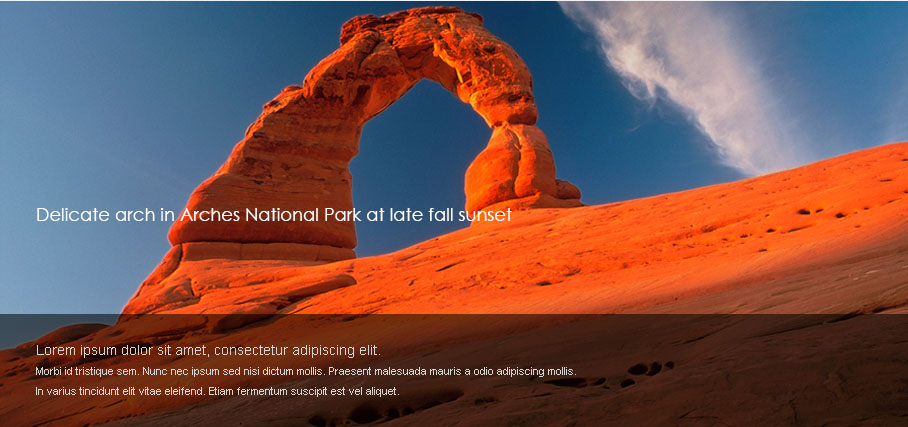 Delicate arch in Arches National Park at late fall sunset
Lorem ipsum dolor sit amet, consectetur adipiscing elit.
Morbi id tristique sem. Nunc nec ipsum sed nisi dictum mollis. Praesent malesuada mauris a odio adipiscing mollis.
In varius tincidunt elit vitae eleifend. Etiam fermentum suscipit est vel aliquet.